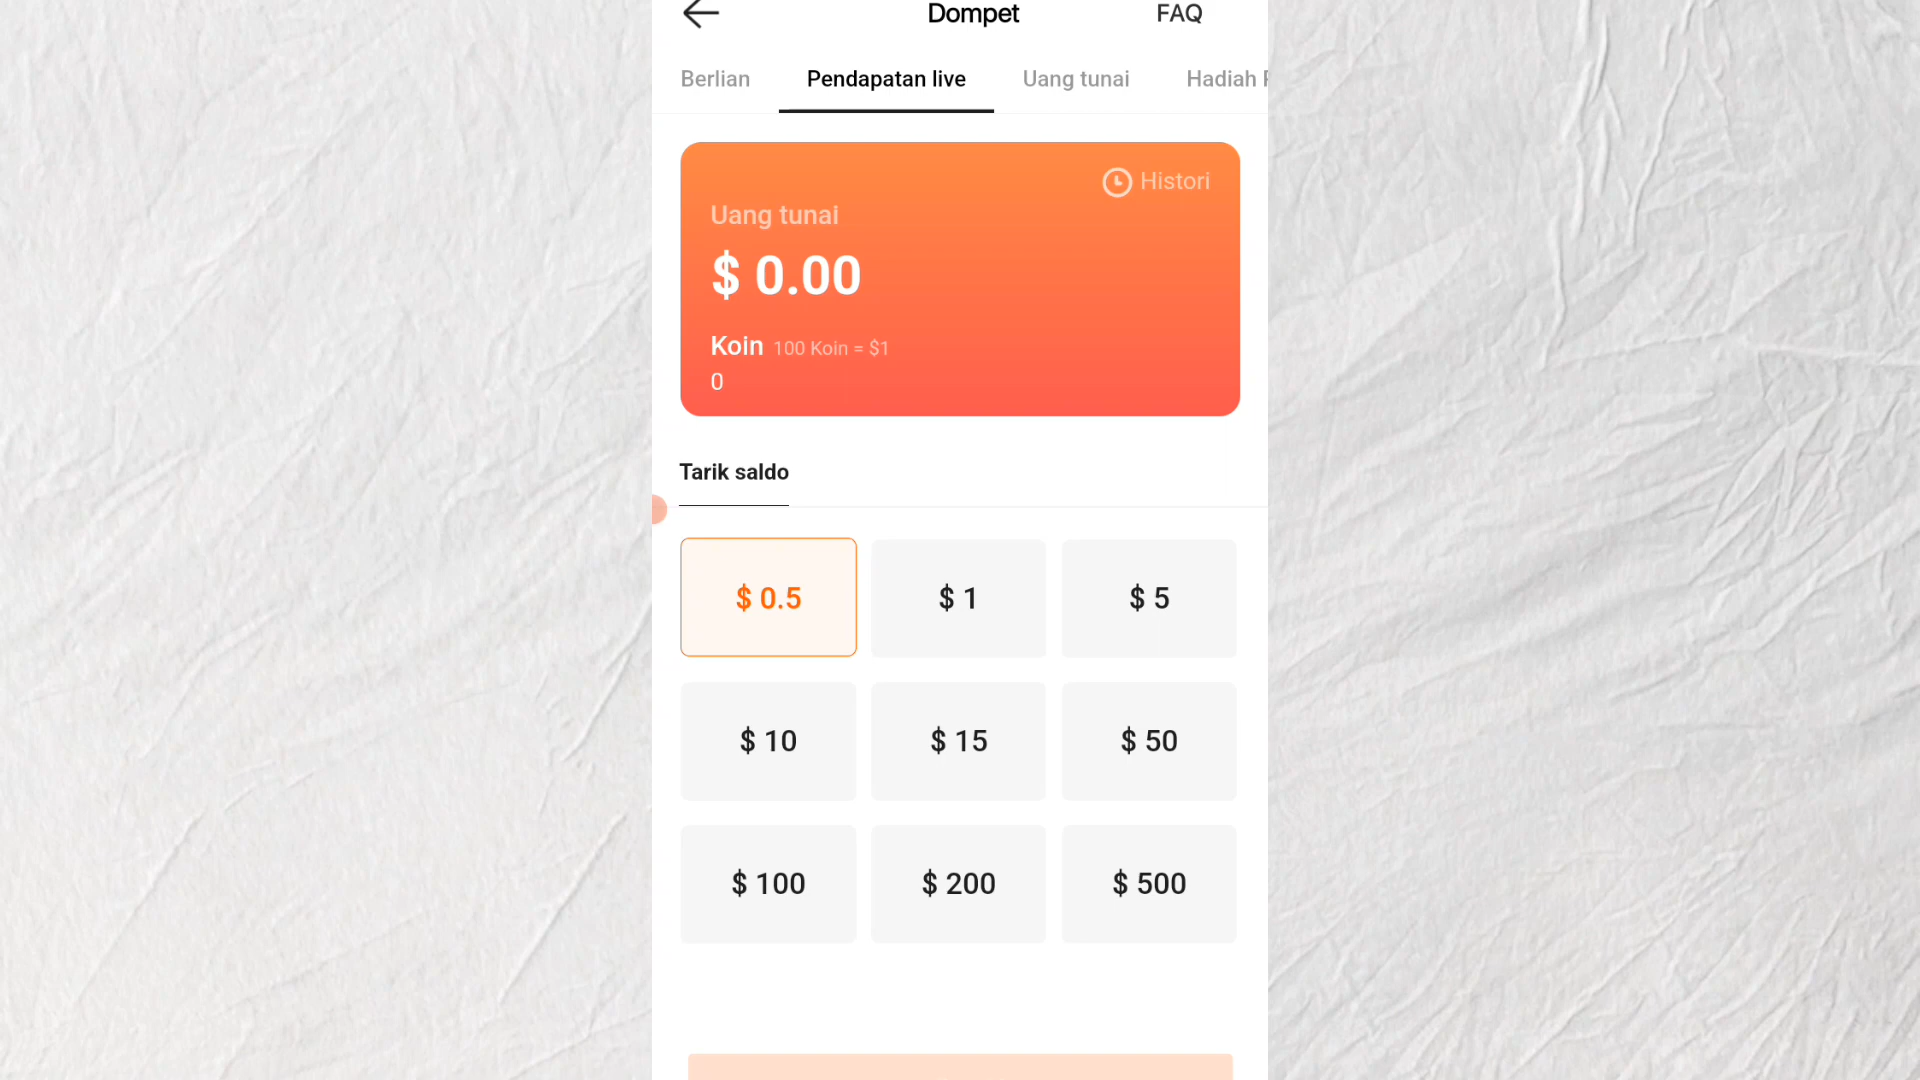 Dompet
FAQ
Berlian
Pendapatan live
Uang tunai
Hadiah
Histori
Uang tunai
$ 0.00
Koin 100 Koin = $1
0
Tarik saldo
$ 0.5
$ 1
$ 5
$ 10
$ 15
$ 50
$ 100
$ 200
$ 500